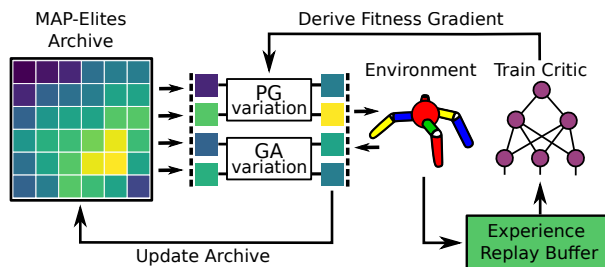 MAP-Elites
Archive
Derive Fitness Gradient
PG
variation
GA
variation
Environment
Train Critic
Experience
Replay Buffer
Update Archive